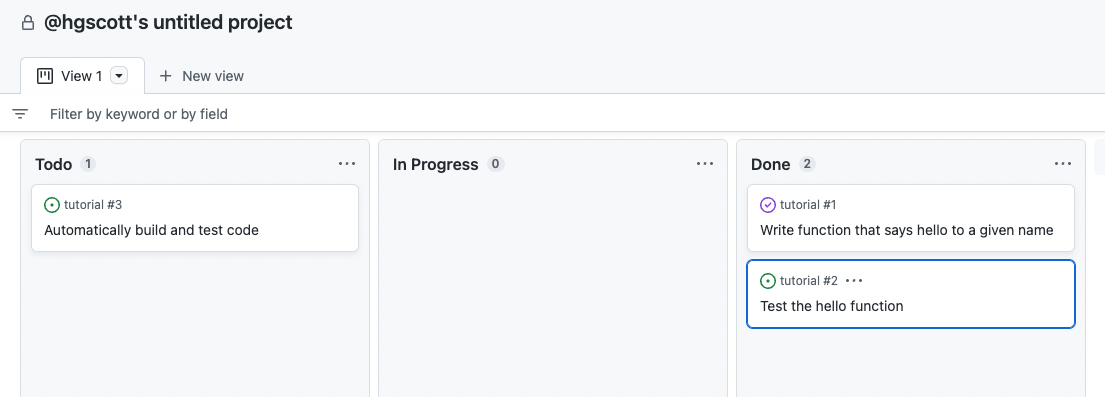 @hgscott's untitled project
View 1
New view
Filter by keyword or by field
Todo 1
tutorial #3
Automatically build and test code
In Progress 0
Done 2
tutorial #1
Write function that says hello to a given name
tutorial #2
Test the hello function